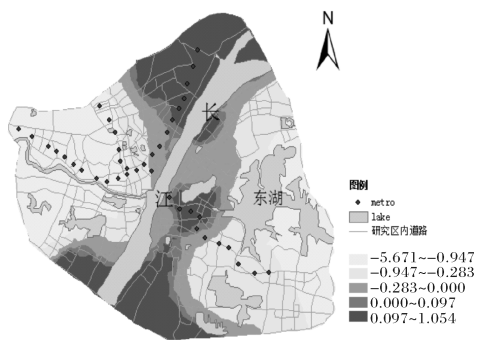 N
长
江
东湖
图例
metro
lake
研究区内道路
-5.671~-0.947
-0.947~-0.283
-0.283~0.000
0.000~0.097
0.097~1.054